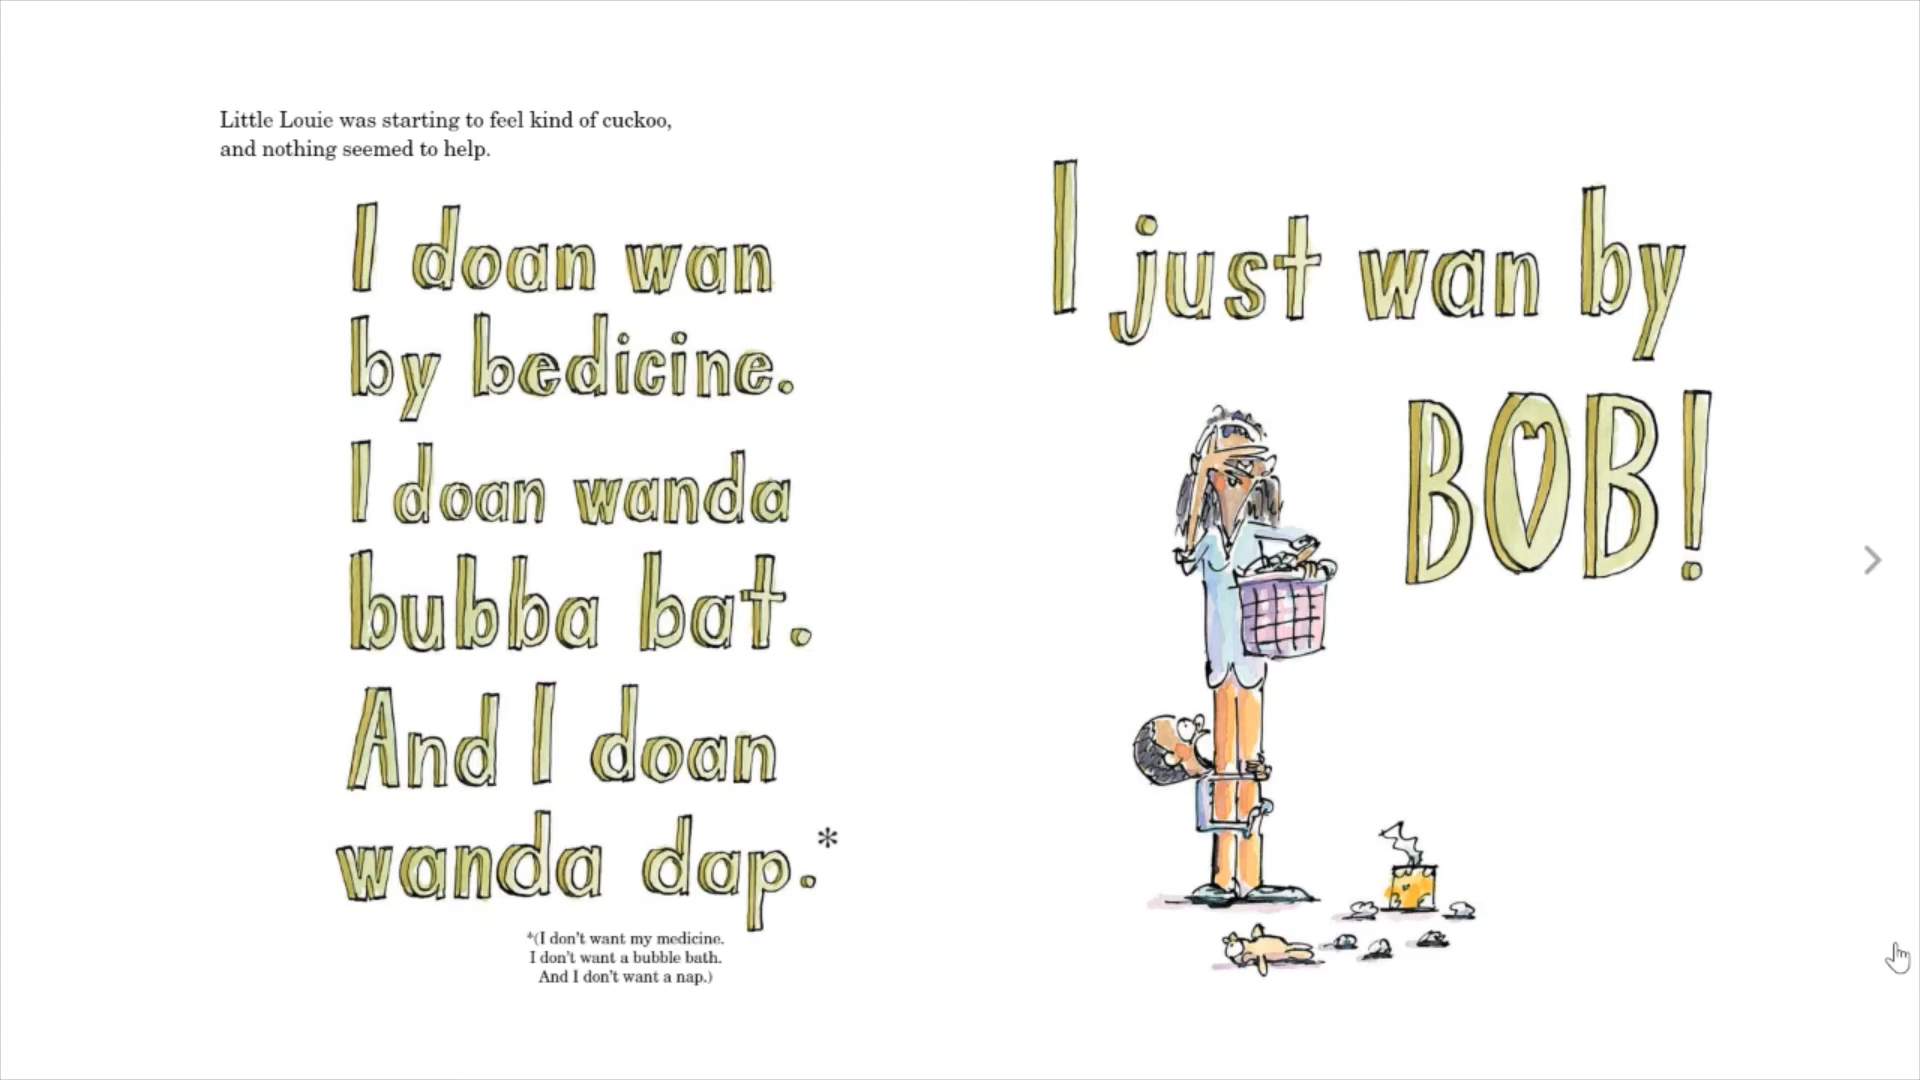 Little Louie was starting to feel kind of cuckoo,
and nothing seemed to help.
I doan wan
by bedicine.
I doan wanda
bubba bat.
And I doan
wanda dap.*
*(I don't want my medicine.
I don't want a bubble bath.
And I don't want a nap.)
I just wan by
BOB!